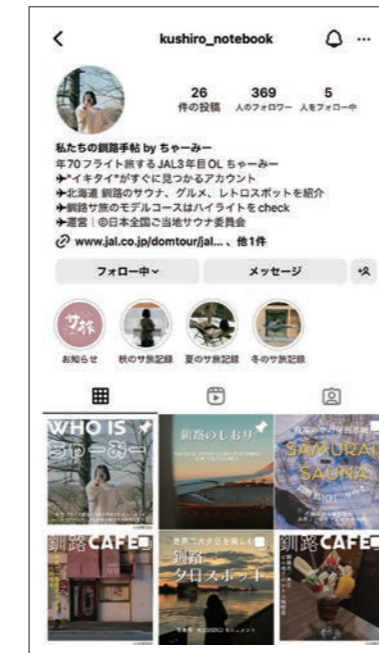 kushiro_notebook
26
件の投稿
369
人のフォロワー
5
人をフォロー中
私たちの釧路手帖 by ちゃーみー
年70フライト旅するJAL3年目OL ちゃーみー
✈"イキタイ"がすぐに見つかるアカウント
✈北海道 釧路のサウナ、グルメ、レトロスポットを紹介
✈釧路サ旅のモデルコースはハイライトをcheck
✈運営｜©日本全国ご当地サウナ委員会
www.jal.co.jp/domtour/jal...、他1件
フォロー中
メッセージ
サ旅
お知らせ
秋のサ旅記録
夏のサ旅記録
冬のサ旅記録
WHO IS
ちゃーみー
釧路のしおり
SAMURAI
SAUNA
釧路CAFE
世界三大夕日を楽しむ
釧路
夕日スポット
釧路CAFE